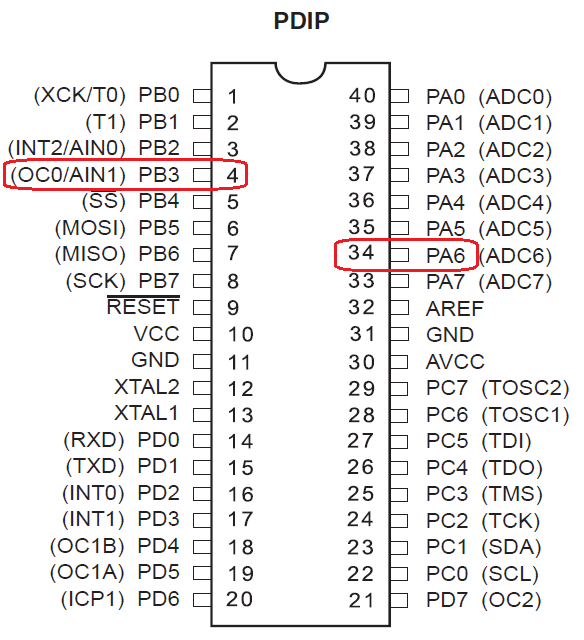 PDIP
(XCK/T0) PB0 1 40 PA0 (ADC0)
(T1) PB1 2 39 PA1 (ADC1)
(INT2/AIN0) PB2 3 38 PA2 (ADC2)
(OC0/AIN1) PB3 4 37 PA3 (ADC3)
(SS) PB4 5 36 PA4 (ADC4)
(MOSI) PB5 6 35 PA5 (ADC5)
(MISO) PB6 7 34 PA6 (ADC6)
(SCK) PB7 8 33 PA7 (ADC7)
RESET 9 32 AREF
VCC 10 31 GND
GND 11 30 AVCC
XTAL2 12 29 PC7 (TOSC2)
XTAL1 13 28 PC6 (TOSC1)
(RXD) PD0 14 27 PC5 (TDI)
(TXD) PD1 15 26 PC4 (TDO)
(INT0) PD2 16 25 PC3 (TMS)
(INT1) PD3 17 24 PC2 (TCK)
(OC1B) PD4 18 23 PC1 (SDA)
(OC1A) PD5 19 22 PC0 (SCL)
(ICP1) PD6 20 21 PD7 (OC2)